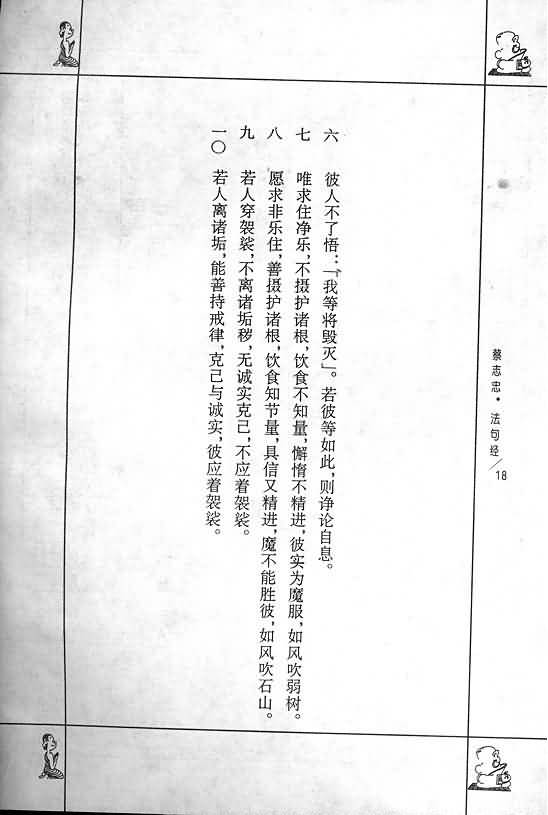 六　彼人不了悟：「我等将毁灭」。若彼等如此，则诤论自息。
七　唯求住净乐，不摄护诸根，饮食不知量，懈惰不精进，彼实为魔服，如风吹弱树。
八　愿求非乐住，善摄护诸根，饮食知节量，具信又精进，魔不能胜彼，如风吹石山。
九　若人穿袈裟，不离诸垢秽，无诚实克己，不应着袈裟。
一〇　若人离诸垢，能善持戒律，克己与诚实，彼应着袈裟。
蔡志忠・法句经／18